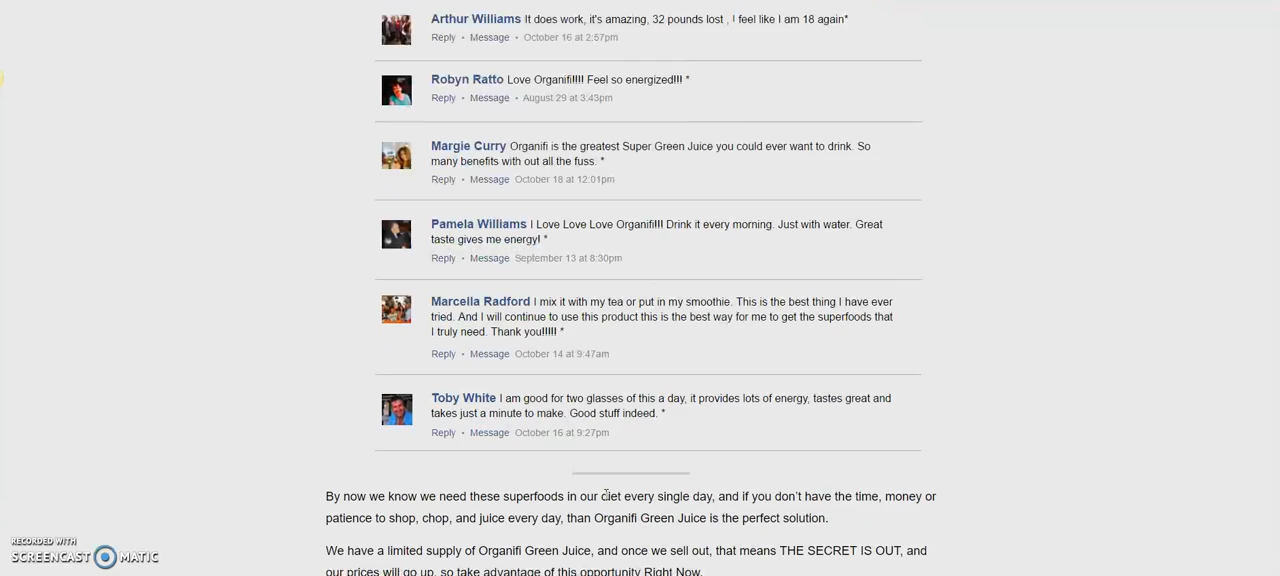 Arthur Williams It does work, it's amazing, 32 pounds lost , I feel like I am 18 again*
Reply • Message • October 16 at 2:57pm
Robyn Ratto Love Organifi!!!! Feel so energized!!! *
Reply • Message • August 29 at 3:43pm
Margie Curry Organifi is the greatest Super Green Juice you could ever want to drink. So
many benefits with out all the fuss. *
Reply • Message October 18 at 12:01pm
Pamela Williams I Love Love Love Organifi!!! Drink it every morning. Just with water. Great
taste gives me energy! *
Reply • Message September 13 at 8:30pm
Marcella Radford I mix it with my tea or put in my smoothie. This is the best thing I have ever
tried. And I will continue to use this product this is the best way for me to get the superfoods that
I truly need. Thank you!!!!! *
Reply • Message October 14 at 9:47am
Toby White I am good for two glasses of this a day, it provides lots of energy, tastes great and
takes just a minute to make. Good stuff indeed. *
Reply • Message October 16 at 9:27pm
By now we know we need these superfoods in our diet every single day, and if you don't have the time, money or
patience to shop, chop, and juice every day, than Organifi Green Juice is the perfect solution.
We have a limited supply of Organifi Green Juice, and once we sell out, that means THE SECRET IS OUT, and
our prices will go up, so take advantage of this opportunity Right Now.
RECORDED WITH
SCREENCAST MATIC